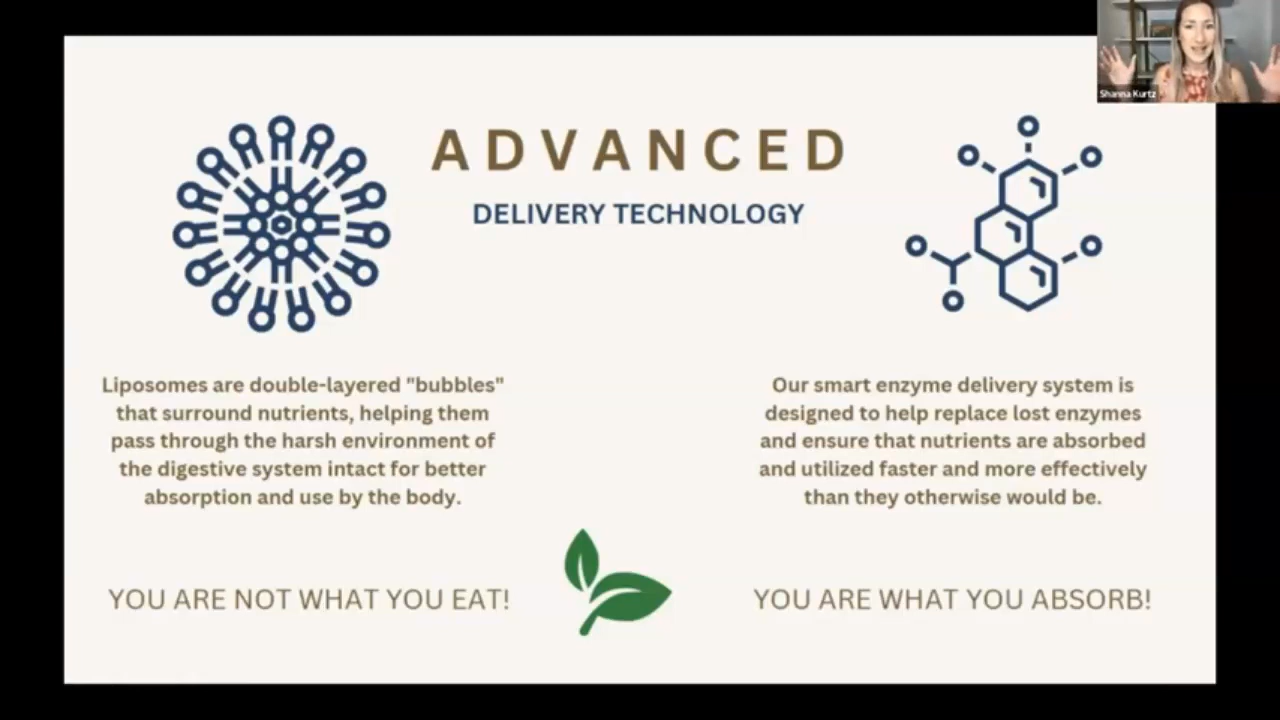 Shanna Kurtz
ADVANCED
DELIVERY TECHNOLOGY
Liposomes are double-layered "bubbles"
that surround nutrients, helping them
pass through the harsh environment of
the digestive system intact for better
absorption and use by the body.
Our smart enzyme delivery system is
designed to help replace lost enzymes
and ensure that nutrients are absorbed
and utilized faster and more effectively
than they otherwise would be.
YOU ARE NOT WHAT YOU EAT!
YOU ARE WHAT YOU ABSORB!